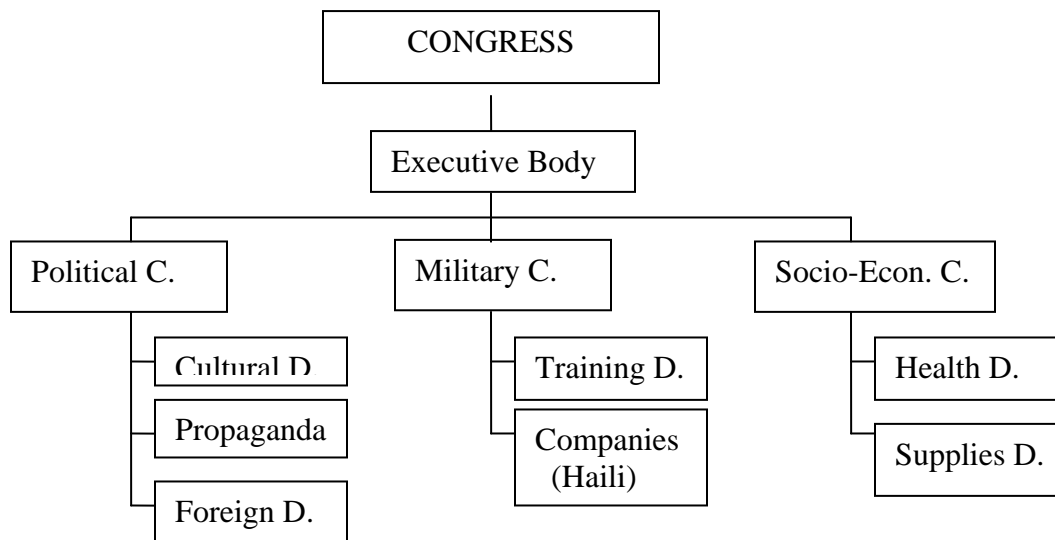 CONGRESS
Executive Body
Political C.
Military C.
Socio-Econ. C.
Cultural D
Training D.
Health D.
Propaganda
Companies
(Haili)
Supplies D.
Foreign D.